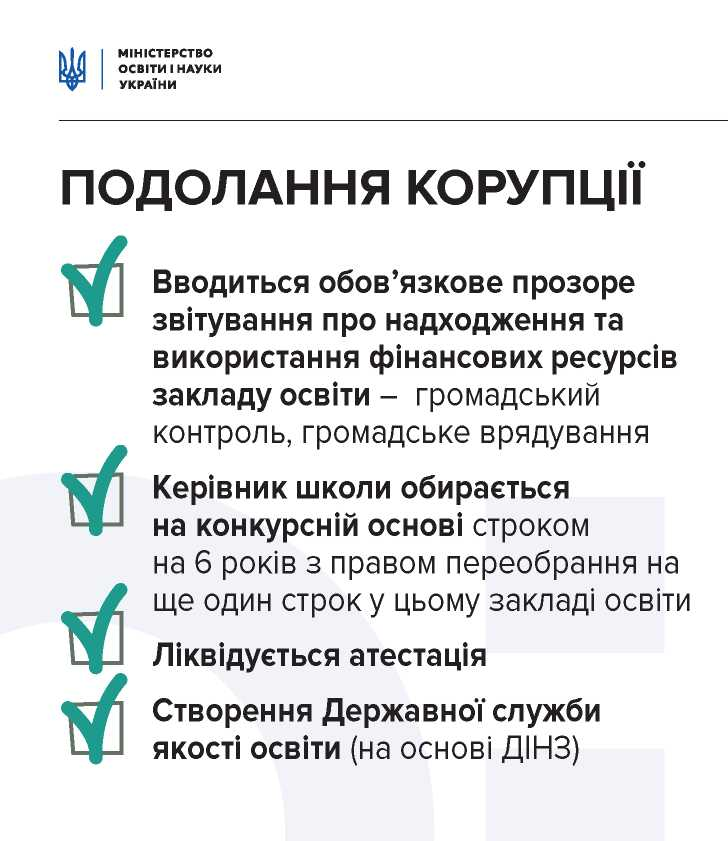 МІНІСТЕРСТВО
ОСВІТИ І НАУКИ
УКРАЇНИ
ПОДОЛАННЯ КОРУПЦІЇ
Вводиться обов’язкове прозоре
звітування про надходження та
використання фінансових ресурсів
закладу освіти – громадський
контроль, громадське врядування
Керівник школи обирається
на конкурсній основі строком
на 6 років з правом переобрання на
ще один строк у цьому закладі освіти
Ліквідується атестація
Створення Державної служби
якості освіти (на основі ДІНЗ)